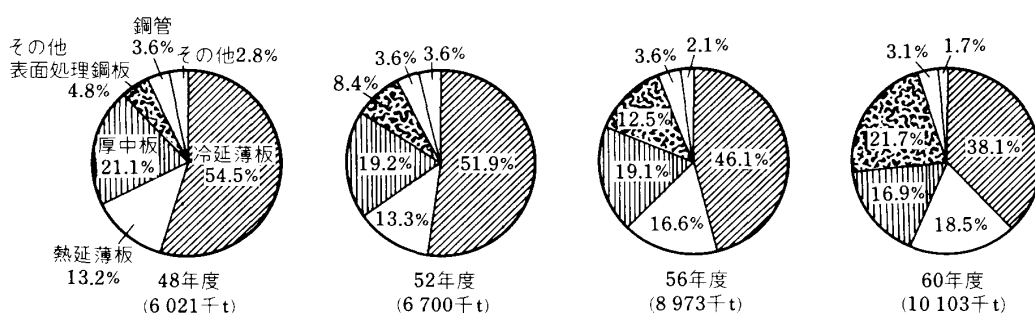 鋼管
3.6%
その他2.8%
その他
表面処理鋼板
4.8%
厚中板
21.1%
冷延薄板
54.5%
熱延薄板
13.2%
48年度
(6 021千t)
3.6%
3.6%
8.4%
19.2%
51.9%
13.3%
52年度
(6 700千t)
3.6%
2.1%
12.5%
46.1%
19.1%
16.6%
56年度
(8 973千t)
3.1%
1.7%
21.7%
38.1%
16.9%
18.5%
60年度
(10 103千t)